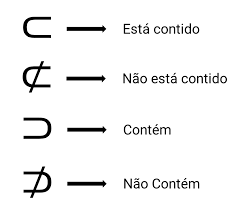 ⊂ → Está contido
⊄ → Não está contido
⊃ → Contém
⊅ → Não Contém